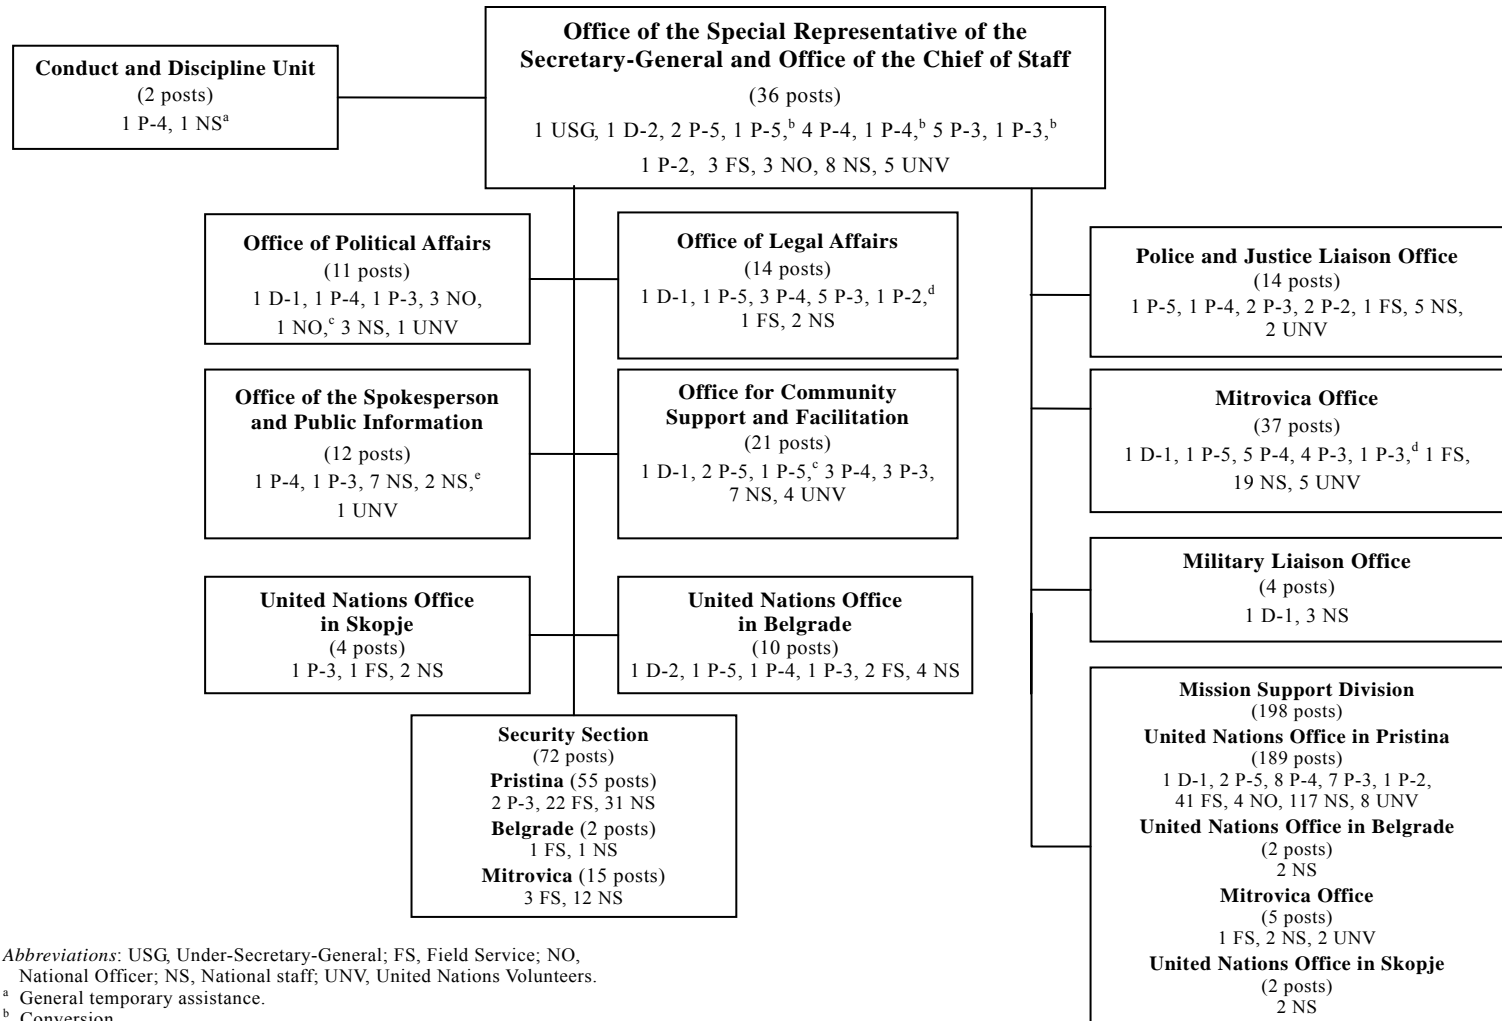 Office of the Special Representative of the
Secretary-General and Office of the Chief of Staff
(36 posts)
1 USG, 1 D-2, 2 P-5, 1 P-5,b 4 P-4, 1 P-4,b 5 P-3, 1 P-3,b
1 P-2, 3 FS, 3 NO, 8 NS, 5 UNV
Conduct and Discipline Unit
(2 posts)
1 P-4, 1 NSa
Office of Political Affairs
(11 posts)
1 D-1, 1 P-4, 1 P-3, 3 NO,
1 NO,c 3 NS, 1 UNV
Office of Legal Affairs
(14 posts)
1 D-1, 1 P-5, 3 P-4, 5 P-3, 1 P-2,d
1 FS, 2 NS
Police and Justice Liaison Office
(14 posts)
1 P-5, 1 P-4, 2 P-3, 2 P-2, 1 FS, 5 NS,
2 UNV
Office of the Spokesperson
and Public Information
(12 posts)
1 P-4, 1 P-3, 7 NS, 2 NS,e
1 UNV
Office for Community
Support and Facilitation
(21 posts)
1 D-1, 2 P-5, 1 P-5,c 3 P-4, 3 P-3,
7 NS, 4 UNV
Mitrovica Office
(37 posts)
1 D-1, 1 P-5, 5 P-4, 4 P-3, 1 P-3,d 1 FS,
19 NS, 5 UNV
Military Liaison Office
(4 posts)
1 D-1, 3 NS
United Nations Office
in Skopje
(4 posts)
1 P-3, 1 FS, 2 NS
United Nations Office
in Belgrade
(10 posts)
1 D-2, 1 P-5, 1 P-4, 1 P-3, 2 FS, 4 NS
Security Section
(72 posts)
Pristina (55 posts)
2 P-3, 22 FS, 31 NS
Belgrade (2 posts)
1 FS, 1 NS
Mitrovica (15 posts)
3 FS, 12 NS
Mission Support Division
(198 posts)
United Nations Office in Pristina
(189 posts)
1 D-1, 2 P-5, 8 P-4, 7 P-3, 1 P-2,
41 FS, 4 NO, 117 NS, 8 UNV
United Nations Office in Belgrade
(2 posts)
2 NS
Mitrovica Office
(5 posts)
1 FS, 2 NS, 2 UNV
United Nations Office in Skopje
(2 posts)
2 NS
Abbreviations: USG, Under-Secretary-General; FS, Field Service; NO,
National Officer; NS, National staff; UNV, United Nations Volunteers.
a General temporary assistance.
b Conversion